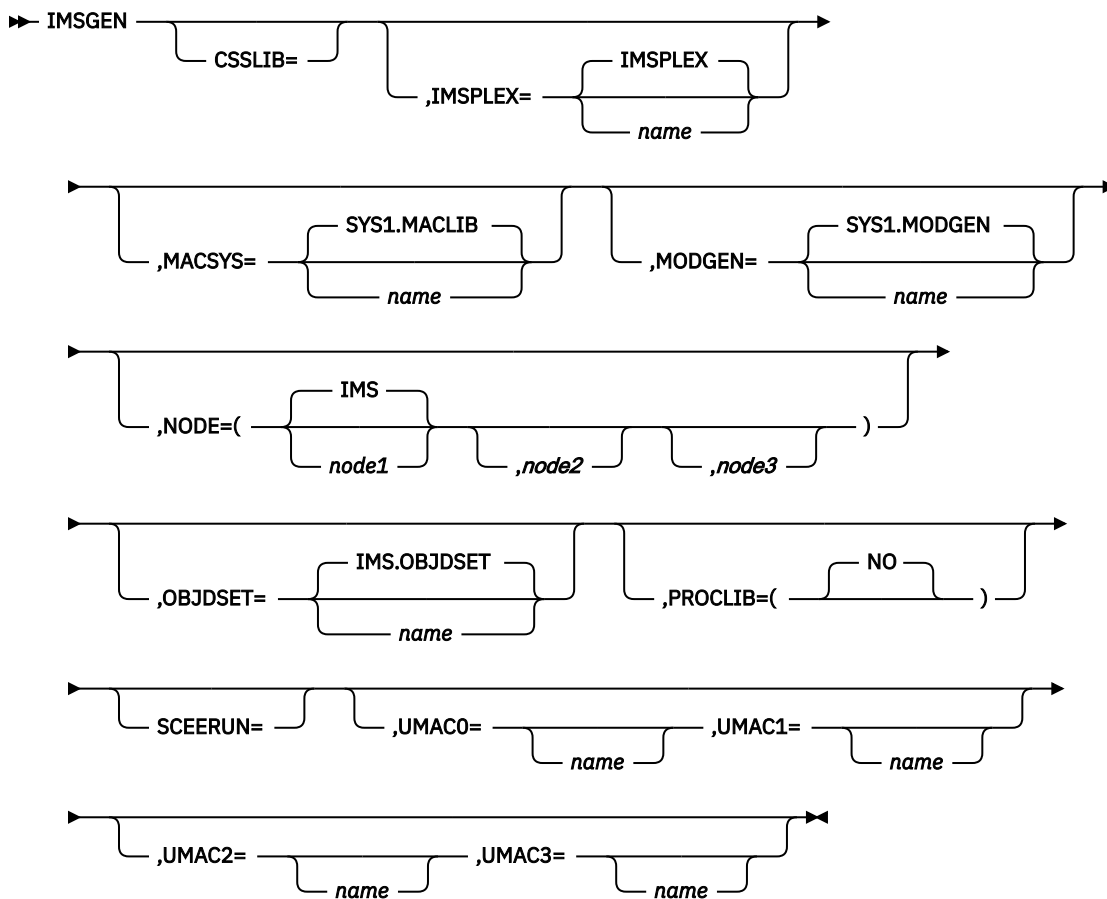 IMSGEN
CSSLIB=
,IMSPLEX=
IMSPLEX
name
,MACSYS=
SYS1.MACLIB
name
,MODGEN=
SYS1.MODGEN
name
,NODE=(
IMS
node1
,node2
,node3
)
,OBJDSET=
IMS.OBJDSET
name
,PROCLIB=(
NO
)
SCEERUN=
,UMAC0=
name
,UMAC1=
name
,UMAC2=
name
,UMAC3=
name